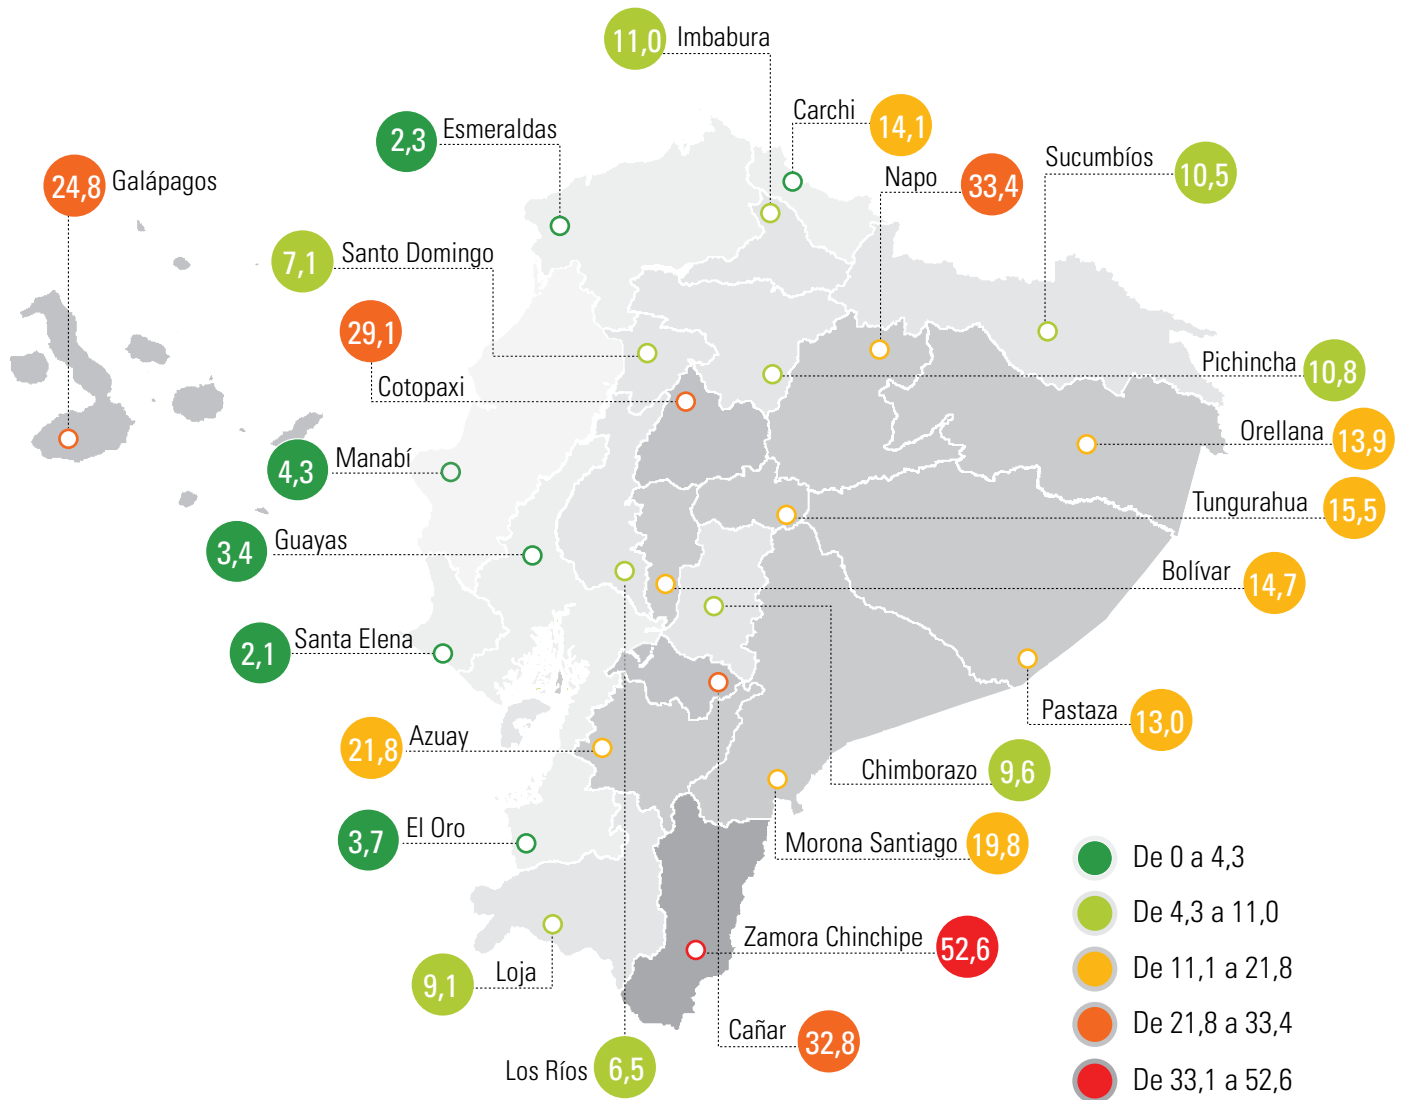 11,0 Imbabura
Carchi 14,1
2,3 Esmeraldas
Sucumbíos 10,5
24,8 Galápagos
Napo 33,4
7,1 Santo Domingo
29,1
Cotopaxi
Pichincha 10,8
Orellana 13,9
4,3 Manabí
Tungurahua 15,5
3,4 Guayas
Bolívar 14,7
2,1 Santa Elena
Pastaza 13,0
21,8 Azuay
Chimborazo 9,6
3,7 El Oro
Morona Santiago 19,8
Zamora Chinchipe 52,6
9,1 Loja
Cañar 32,8
Los Ríos 6,5
De 0 a 4,3
De 4,3 a 11,0
De 11,1 a 21,8
De 21,8 a 33,4
De 33,1 a 52,6